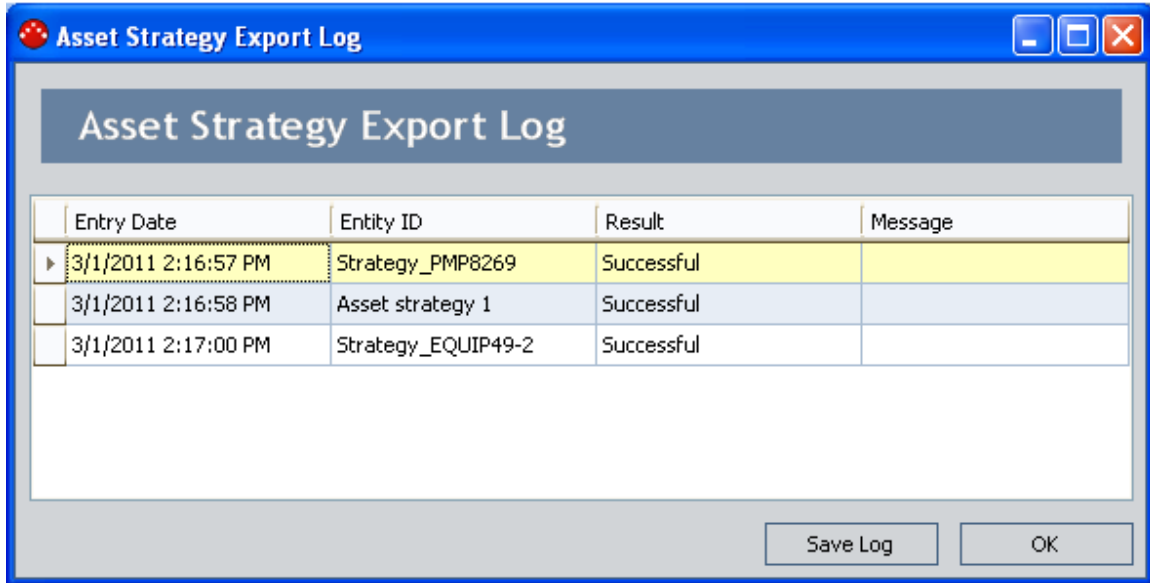 Asset Strategy Export Log
Asset Strategy Export Log
Entry Date Entity ID Result Message
3/1/2011 2:16:57 PM Strategy_PMP8269 Successful
3/1/2011 2:16:58 PM Asset strategy 1 Successful
3/1/2011 2:17:00 PM Strategy_EQUIP49-2 Successful
Save Log OK